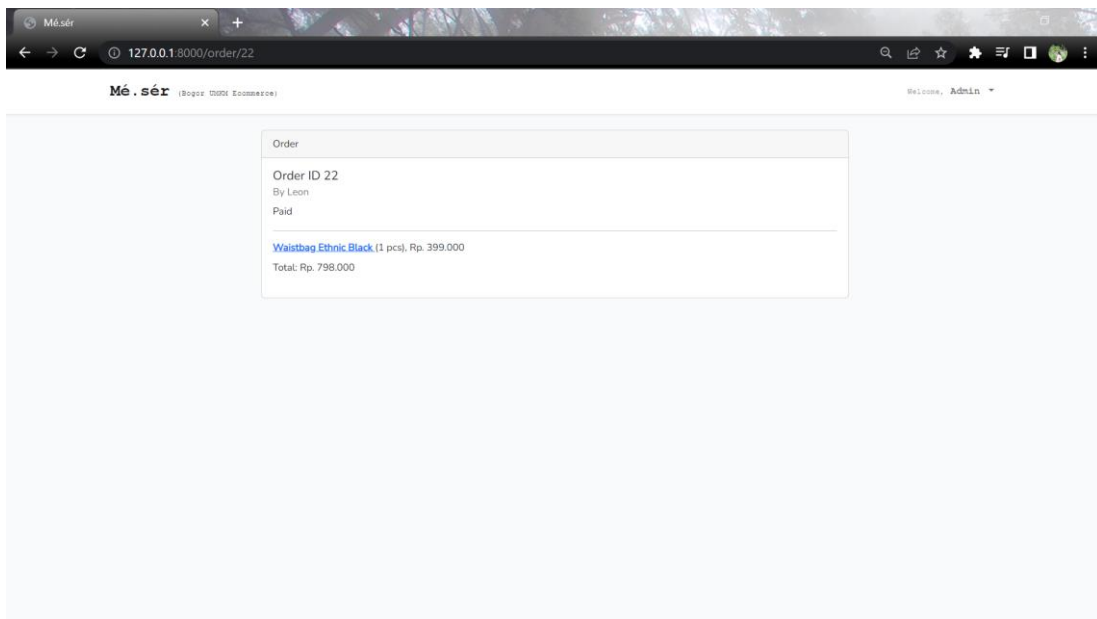 Mé.sér
127.0.0.1:8000/order/22
Mé.sér (Bogor UMKM Ecommarce) Welcome, Admin
Order
Order ID 22
By Leon
Paid
Waistbag Ethnic Black (1 pcs), Rp. 399.000
Total: Rp. 798.000